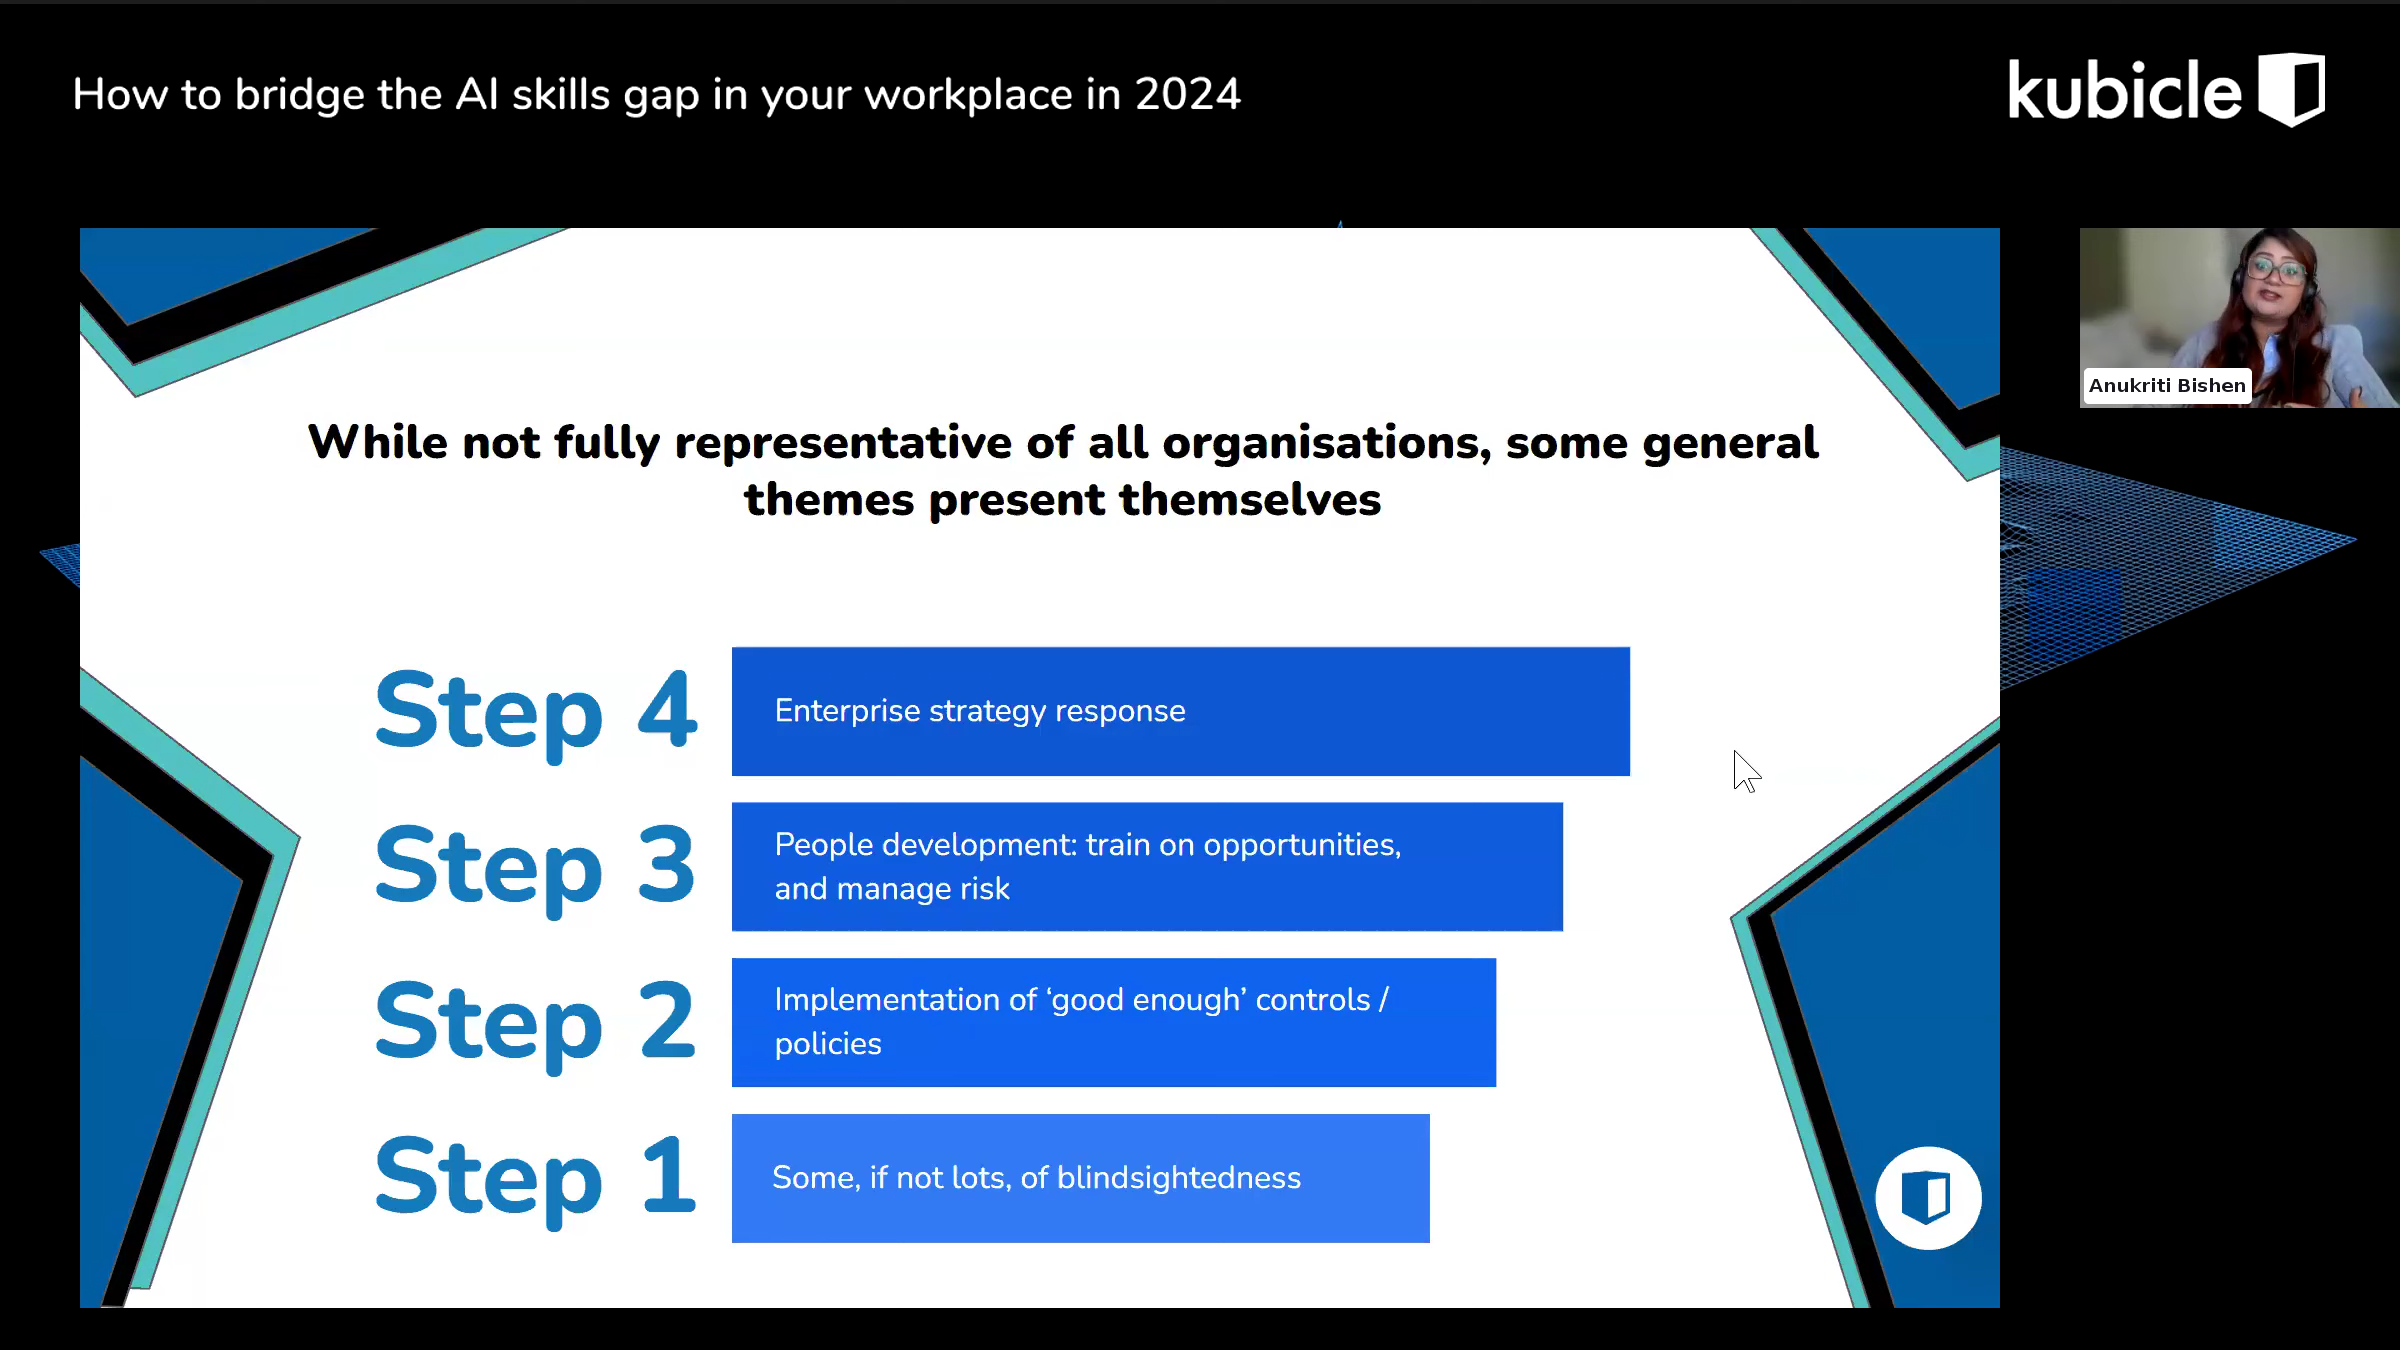 How to bridge the AI skills gap in your workplace in 2024
kubicle
Anukriti Bishen
While not fully representative of all organisations, some general
themes present themselves
Step 4
Enterprise strategy response
Step 3
People development: train on opportunities,
and manage risk
Step 2
Implementation of ‘good enough’ controls /
policies
Step 1
Some, if not lots, of blindsightedness